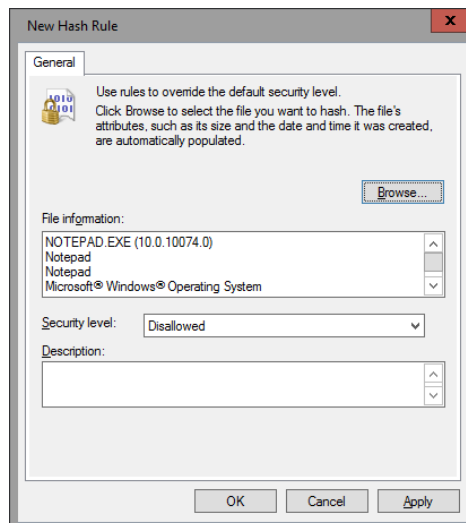 New Hash Rule
x
General
1010
0101
Use rules to override the default security level.
Click Browse to select the file you want to hash. The file's
attributes, such as its size and the date and time it was created,
are automatically populated.
Browse...
File information:
NOTEPAD.EXE (10.0.10074.0)
Notepad
Notepad
Microsoft® Windows® Operating System
Security level:
Disallowed
Description:
OK
Cancel
Apply